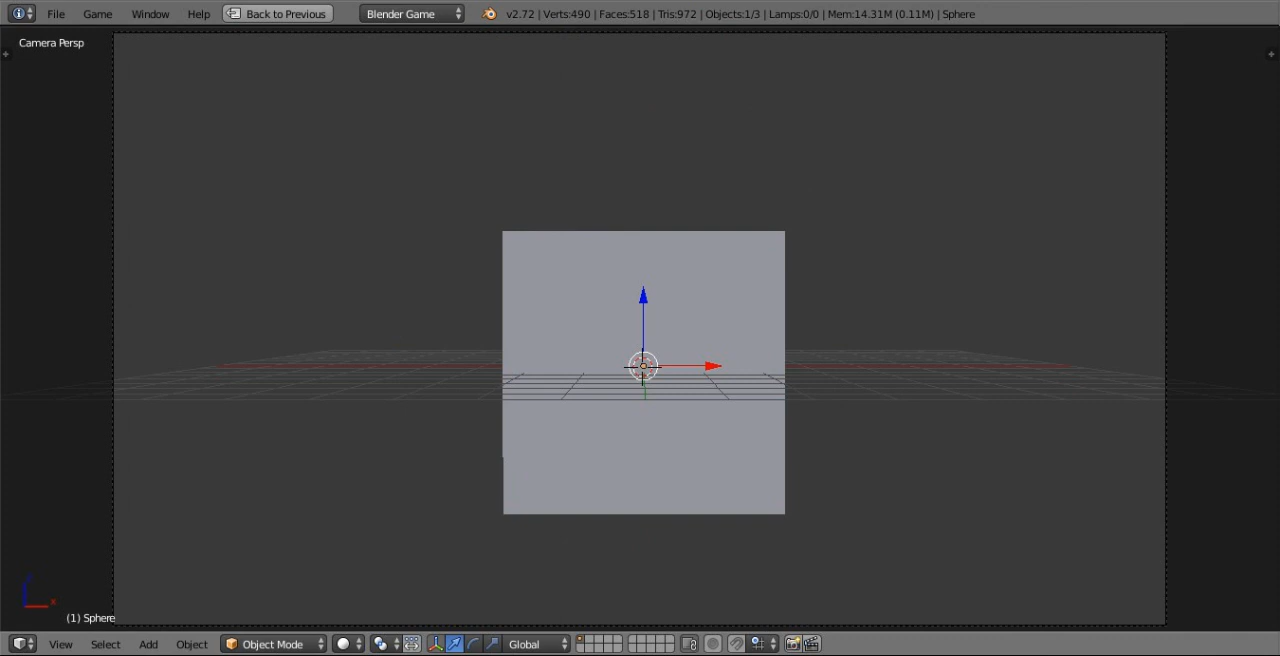 File Game Window Help Back to Previous Blender Game v2.72 | Verts:490 | Faces:518 | Tris:972 | Objects:1/3 | Lamps:0/0 | Mem:14.31M (0.11M) | Sphere
Camera Persp
(1) Sphere
View Select Add Object Object Mode Global